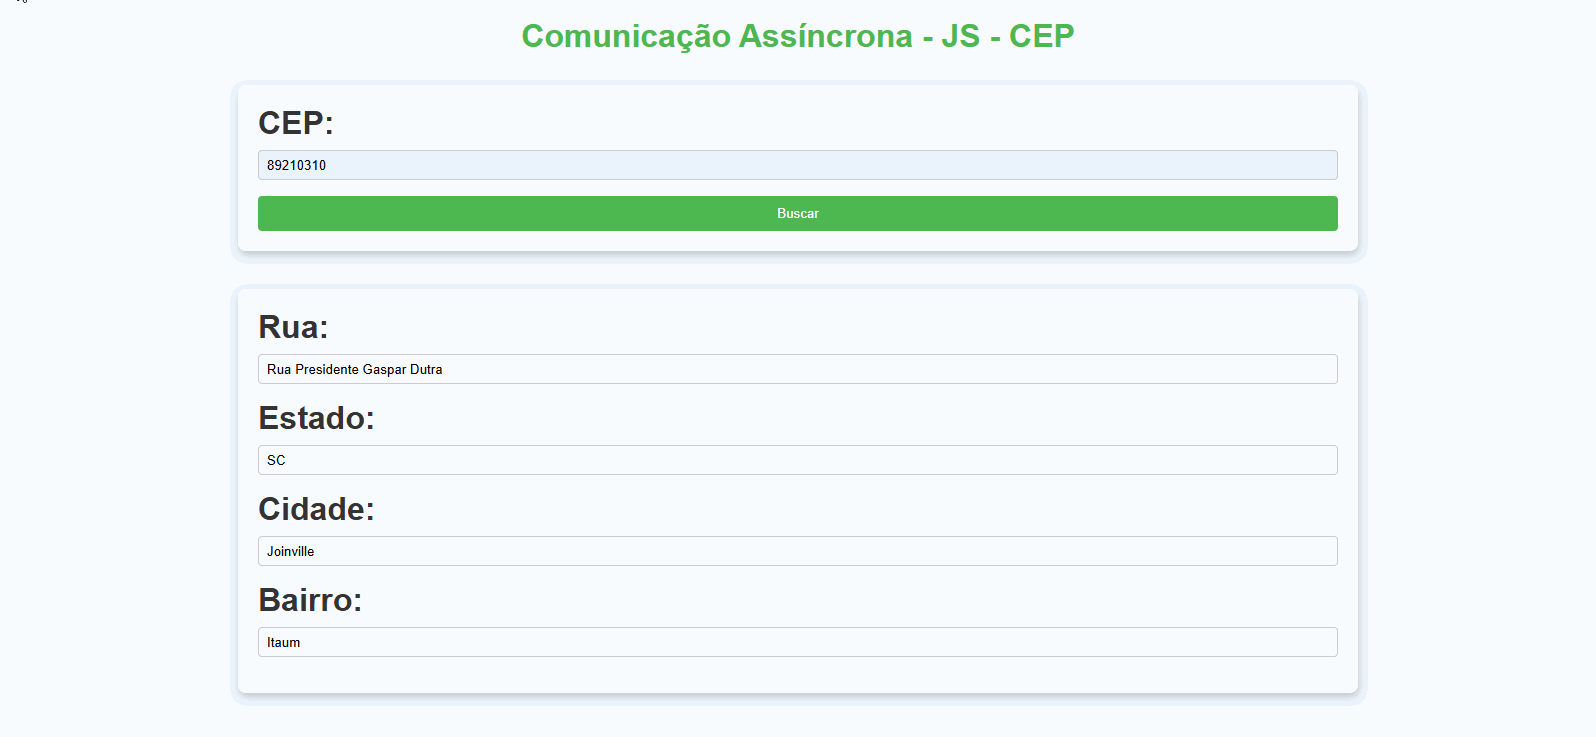 Comunicação Assíncrona - JS - CEP
CEP:
89210310
Buscar
Rua:
Rua Presidente Gaspar Dutra
Estado:
SC
Cidade:
Joinville
Bairro:
Itaum